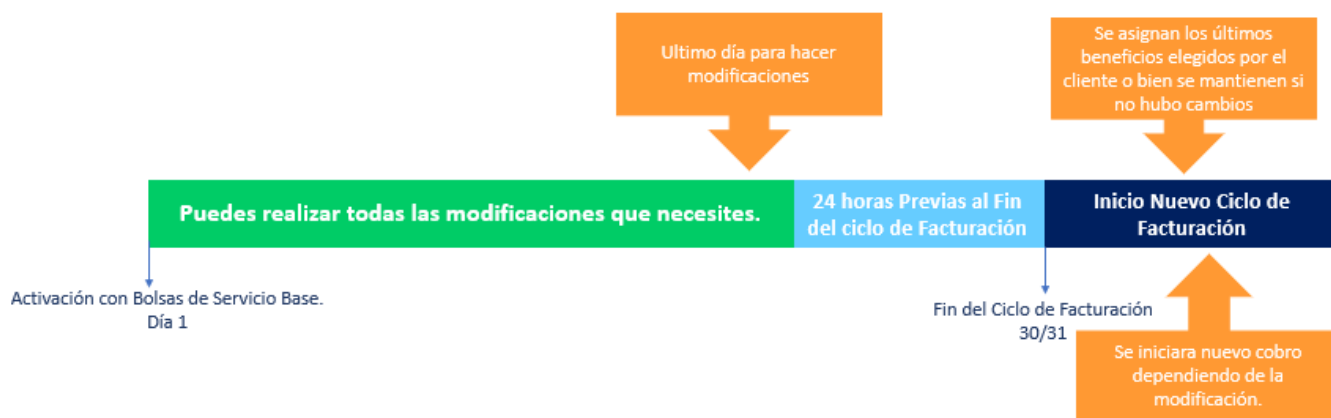 Ultimo día para hacer
modificaciones
Se asignan los últimos
beneficios elegidos por el
cliente o bien se mantienen si
no hubo cambios
Puedes realizar todas las modificaciones que necesites.
24 horas Previas al Fin
del ciclo de Facturación
Inicio Nuevo Ciclo de
Facturación
Activación con Bolsas de Servicio Base.
Día 1
Fin del Ciclo de Facturación
30/31
Se iniciara nuevo cobro
dependiendo de la
modificación.